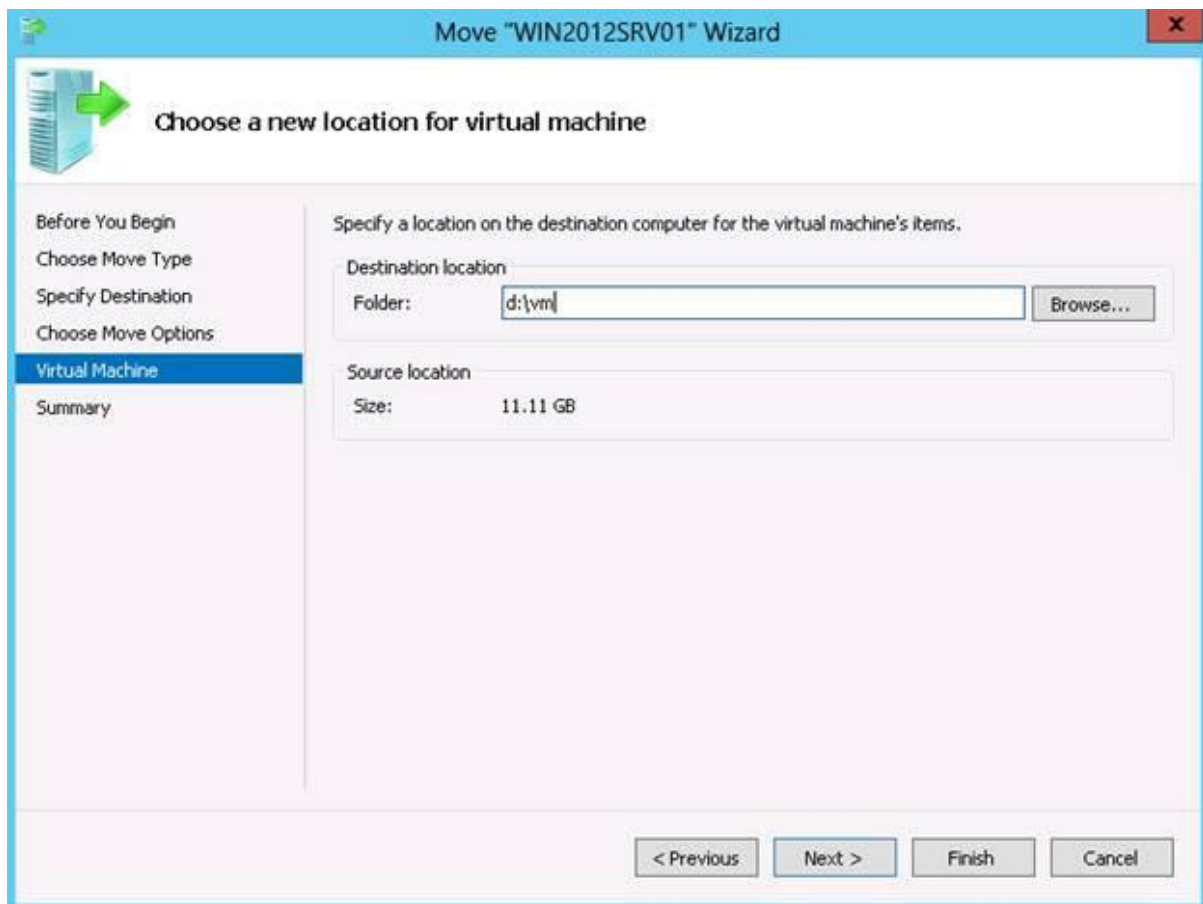 Move "WIN2012SRV01" Wizard
x
Choose a new location for virtual machine
Before You Begin
Choose Move Type
Specify Destination
Choose Move Options
Virtual Machine
Summary
Specify a location on the destination computer for the virtual machine's items.
Destination location
Folder:
d:\vm
Browse...
Source location
Size:
11.11 GB
< Previous
Next >
Finish
Cancel